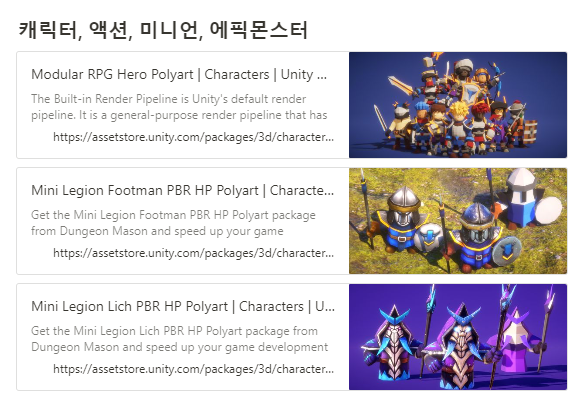 캐릭터, 액션, 미니언, 에픽몬스터
Modular RPG Hero Polyart | Characters | Unity ...
The Built-in Render Pipeline is Unity's default render
pipeline. It is a general-purpose render pipeline that has
https://assetstore.unity.com/packages/3d/character...
Mini Legion Footman PBR HP Polyart | Characte...
Get the Mini Legion Footman PBR HP Polyart package
from Dungeon Mason and speed up your game
https://assetstore.unity.com/packages/3d/character...
Mini Legion Lich PBR HP Polyart | Characters | U...
Get the Mini Legion Lich PBR HP Polyart package from
Dungeon Mason and speed up your game development
https://assetstore.unity.com/packages/3d/character...